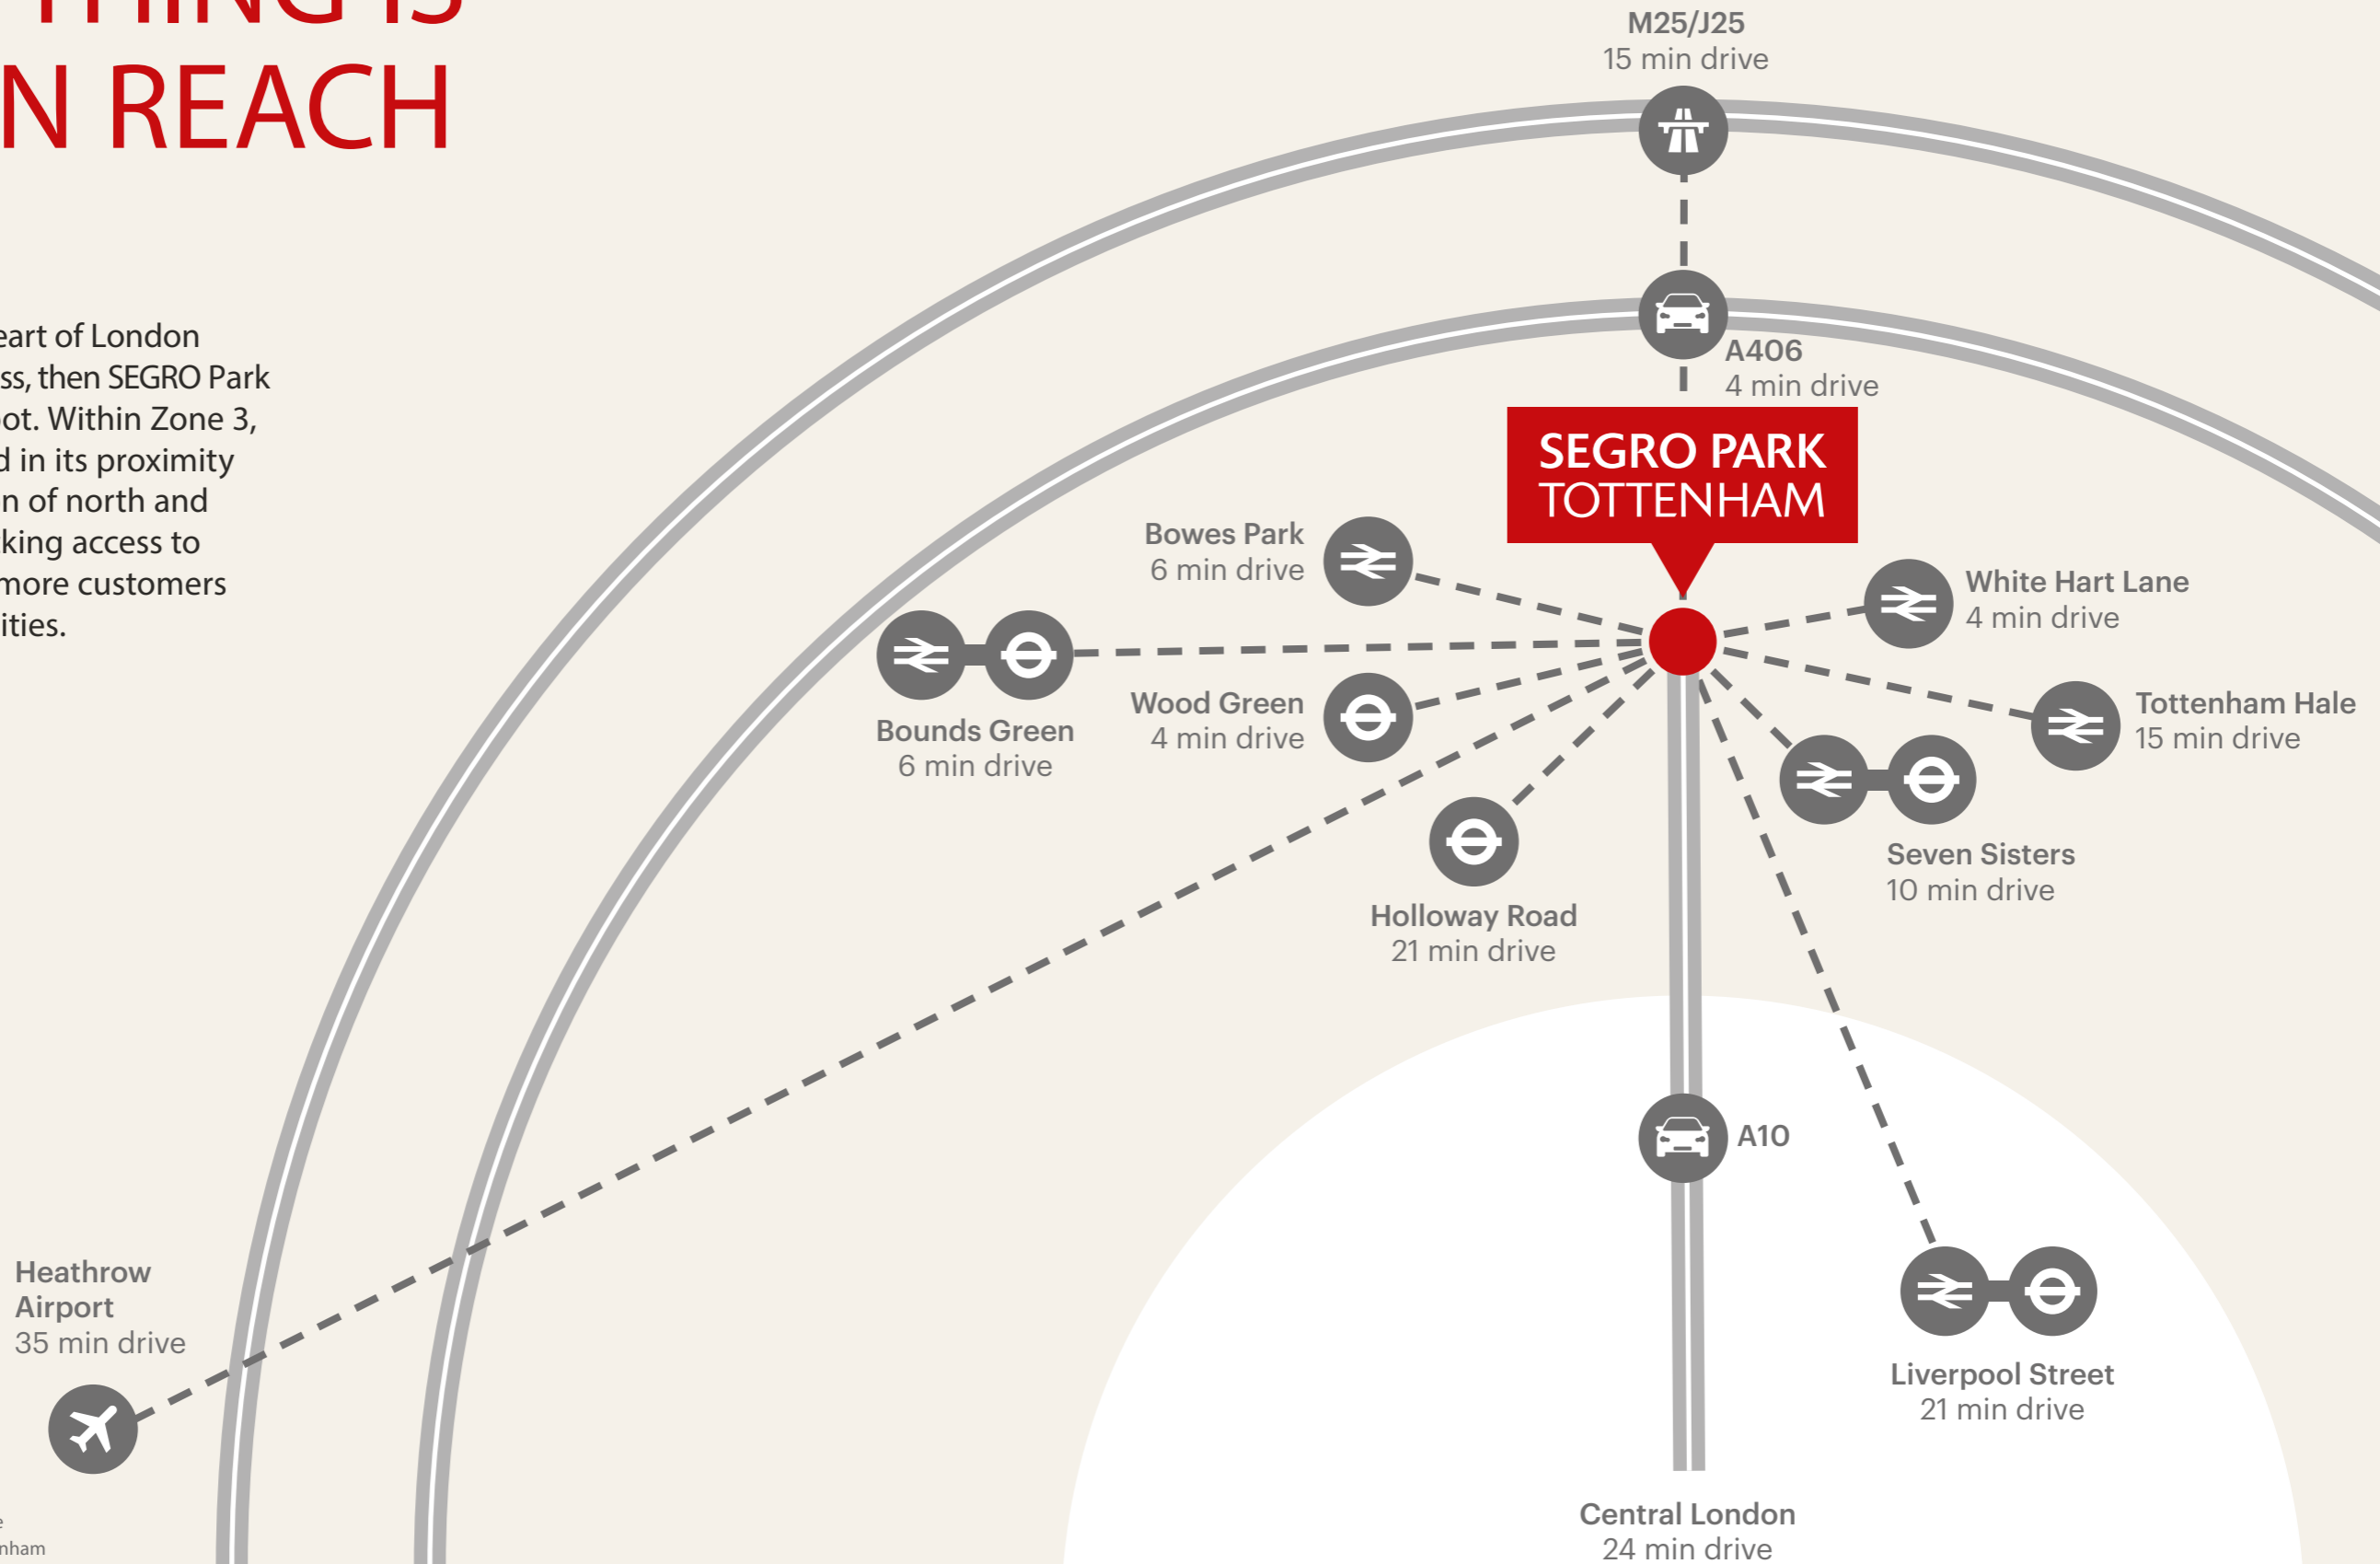 THING IS
N REACH
eart of London
ss, then SEGRO Park
ot. Within Zone 3,
d in its proximity
n of north and
king access to
more customers
ities.
M25/J25
15 min drive
A406
4 min drive
SEGRO PARK
TOTTENHAM
Bowes Park
6 min drive
White Hart Lane
4 min drive
Bounds Green
6 min drive
Wood Green
4 min drive
Tottenham Hale
15 min drive
Seven Sisters
10 min drive
Holloway Road
21 min drive
A10
Heathrow
Airport
35 min drive
Liverpool Street
21 min drive
Central London
24 min drive
e
nham